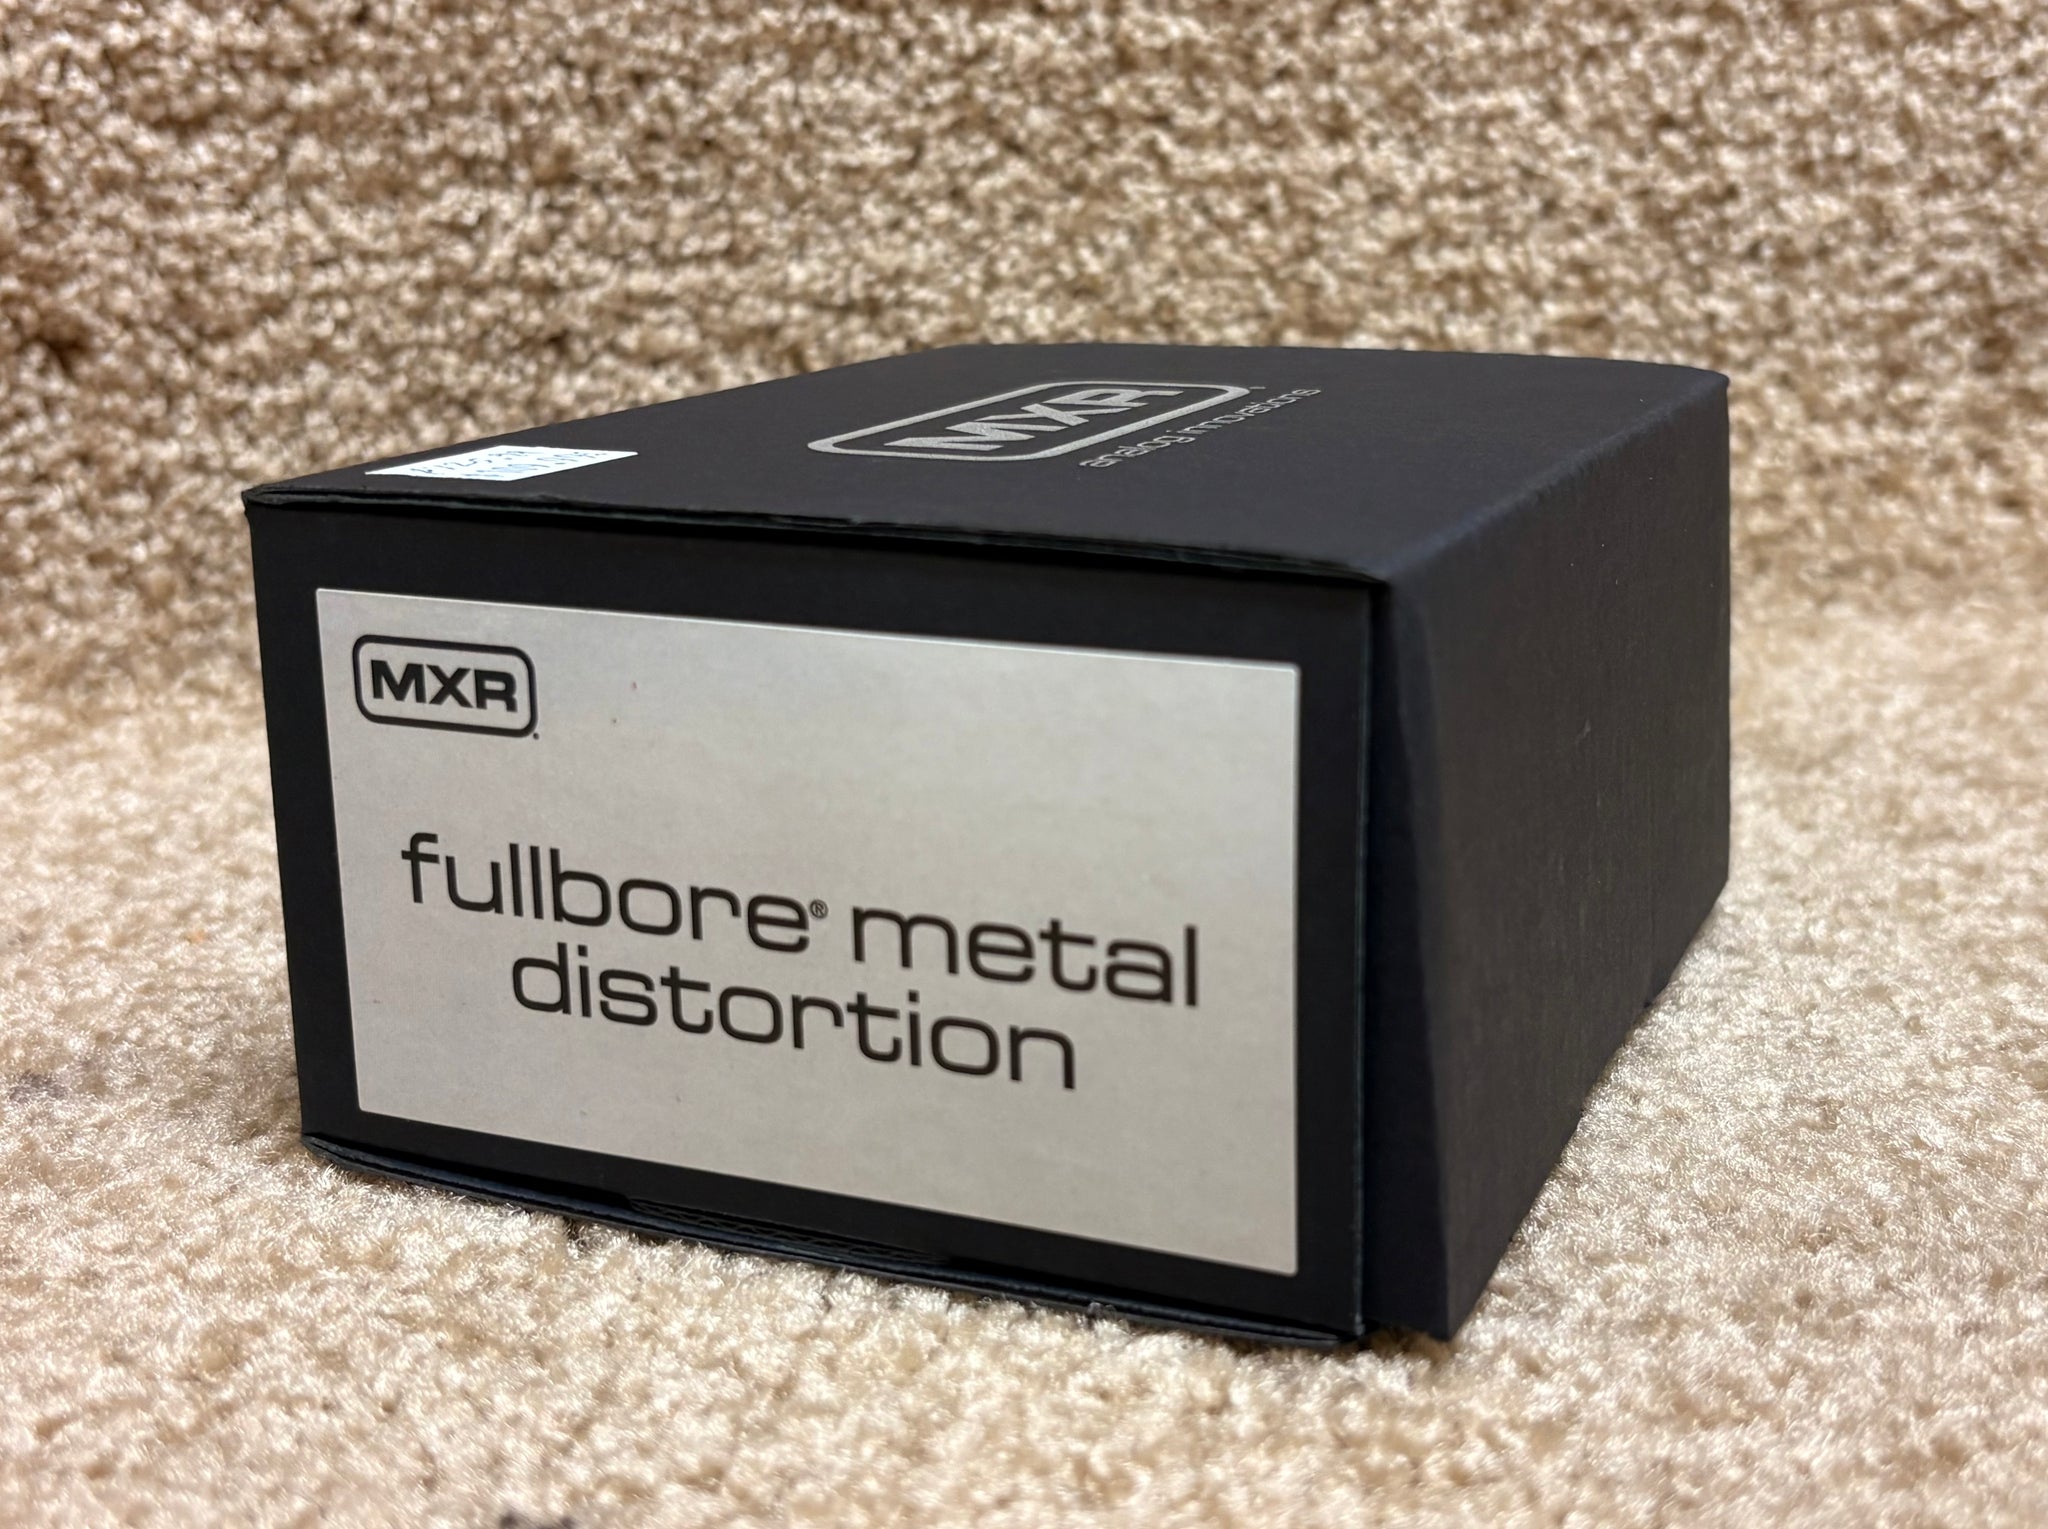 MXR
analog innovations
MXR
fullbore® metal
distortion